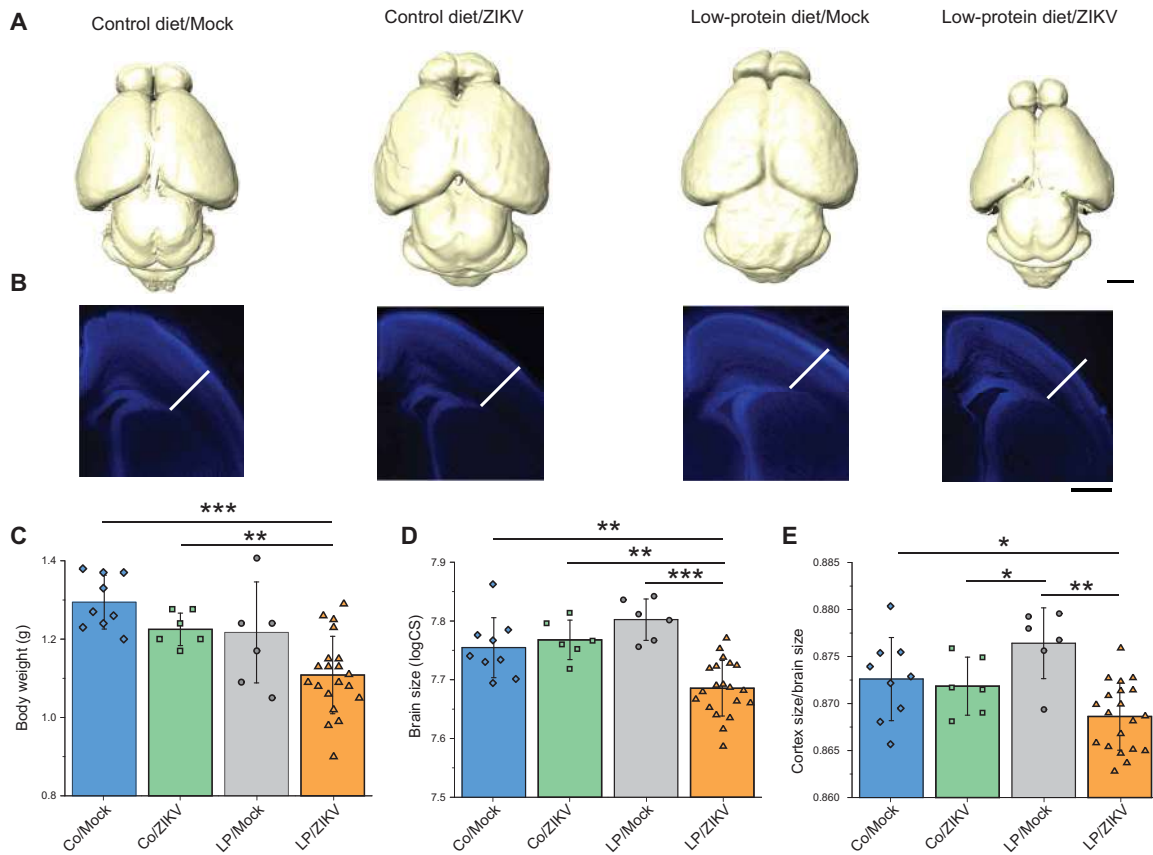 A
Control diet/Mock
Control diet/ZIKV
Low-protein diet/Mock
Low-protein diet/ZIKV
B
C
***
**
Body weight (g)
1.4
1.2
1.0
0.8
Co/Mock
Co/ZIKV
LP/Mock
LP/ZIKV
D
**
**
***
Brain size (logCS)
7.9
7.8
7.7
7.6
7.5
Co/Mock
Co/ZIKV
LP/Mock
LP/ZIKV
E
*
*
**
Cortex size/brain size
0.885
0.880
0.875
0.870
0.865
0.860
Co/Mock
Co/ZIKV
LP/Mock
LP/ZIKV